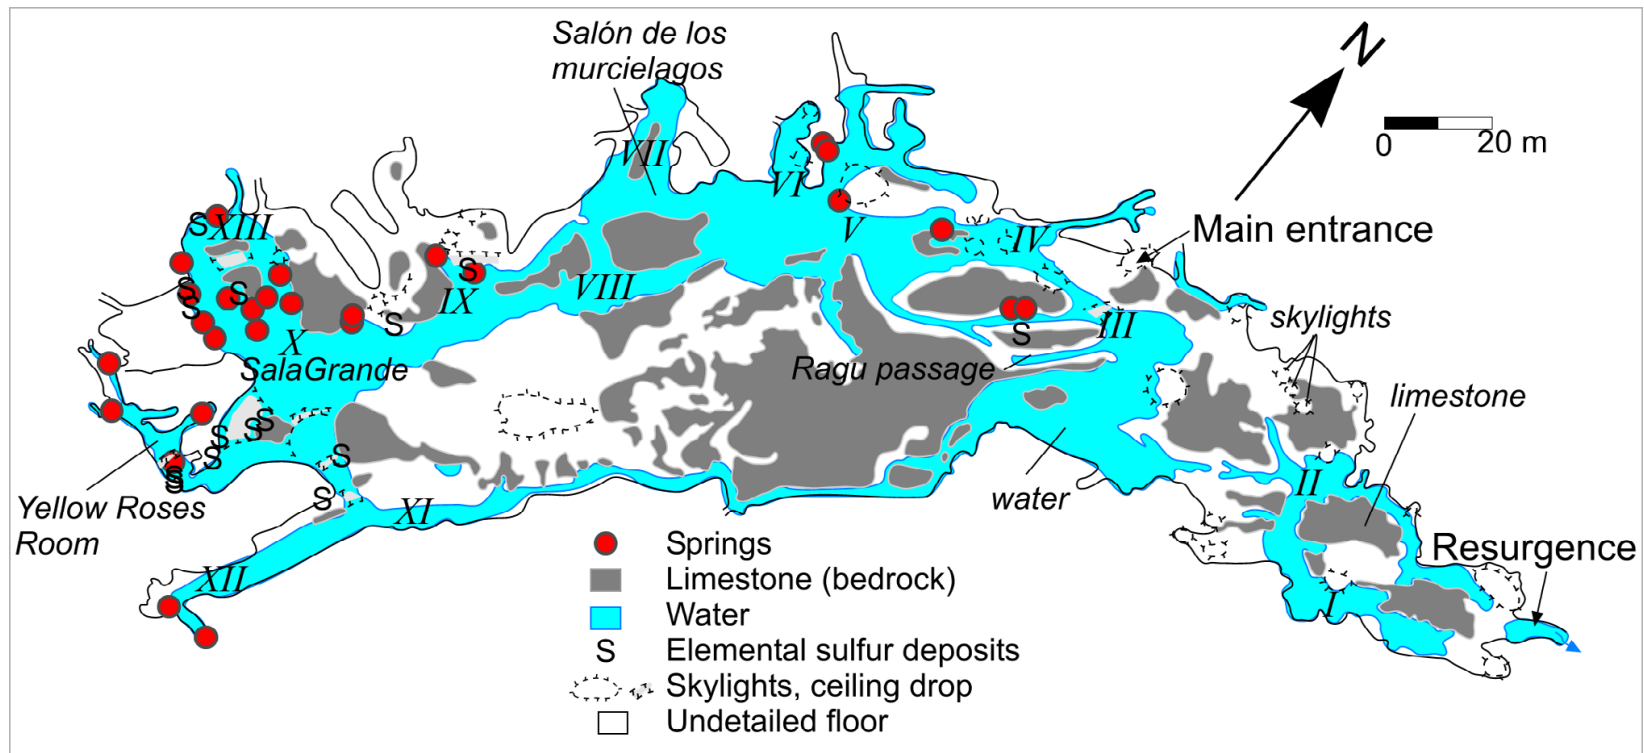 Salón de los
murcielagos
N
0 20 m
Main entrance
VII
VI
V
IV
S
XIII
S
IX
VIII
S
S
S
S
X
S
III
skylights
SalaGrande
Ragu passage
limestone
S
S
S
S
S
S
S
S
Yellow Roses
Room
XI
water
II
XII
I
Resurgence
Springs
Limestone (bedrock)
Water
S Elemental sulfur deposits
Skylights, ceiling drop
Undetailed floor